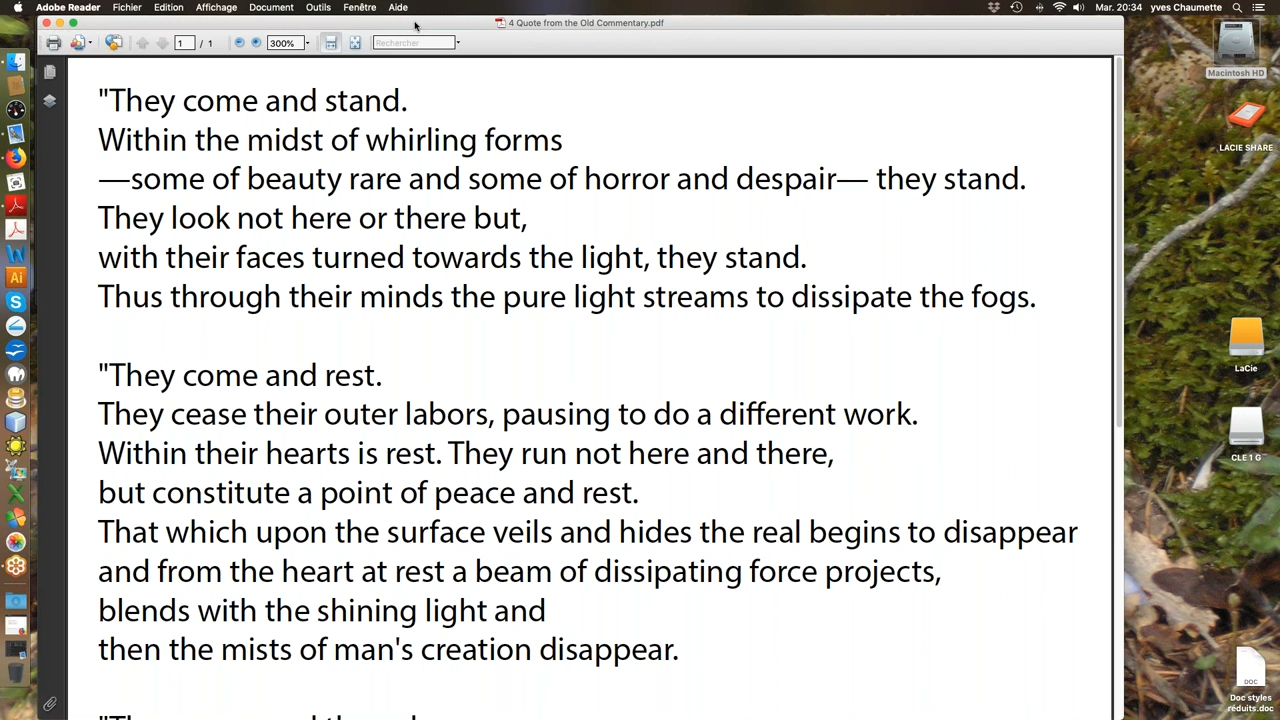 Adobe Reader Fichier Edition Affichage Document Outils Fenêtre Aide
Mar. 20:34 yves Chaumette
4 Quote from the Old Commentary.pdf
1 / 1 300% Rechercher
"They come and stand.
Within the midst of whirling forms
—some of beauty rare and some of horror and despair— they stand.
They look not here or there but,
with their faces turned towards the light, they stand.
Thus through their minds the pure light streams to dissipate the fogs.
"They come and rest.
They cease their outer labors, pausing to do a different work.
Within their hearts is rest. They run not here and there,
but constitute a point of peace and rest.
That which upon the surface veils and hides the real begins to disappear
and from the heart at rest a beam of dissipating force projects,
blends with the shining light and
then the mists of man's creation disappear.
Macintosh HD
LACIE SHARE
LaCie
CLE 1 G
DOC
Doc styles
réduits.doc